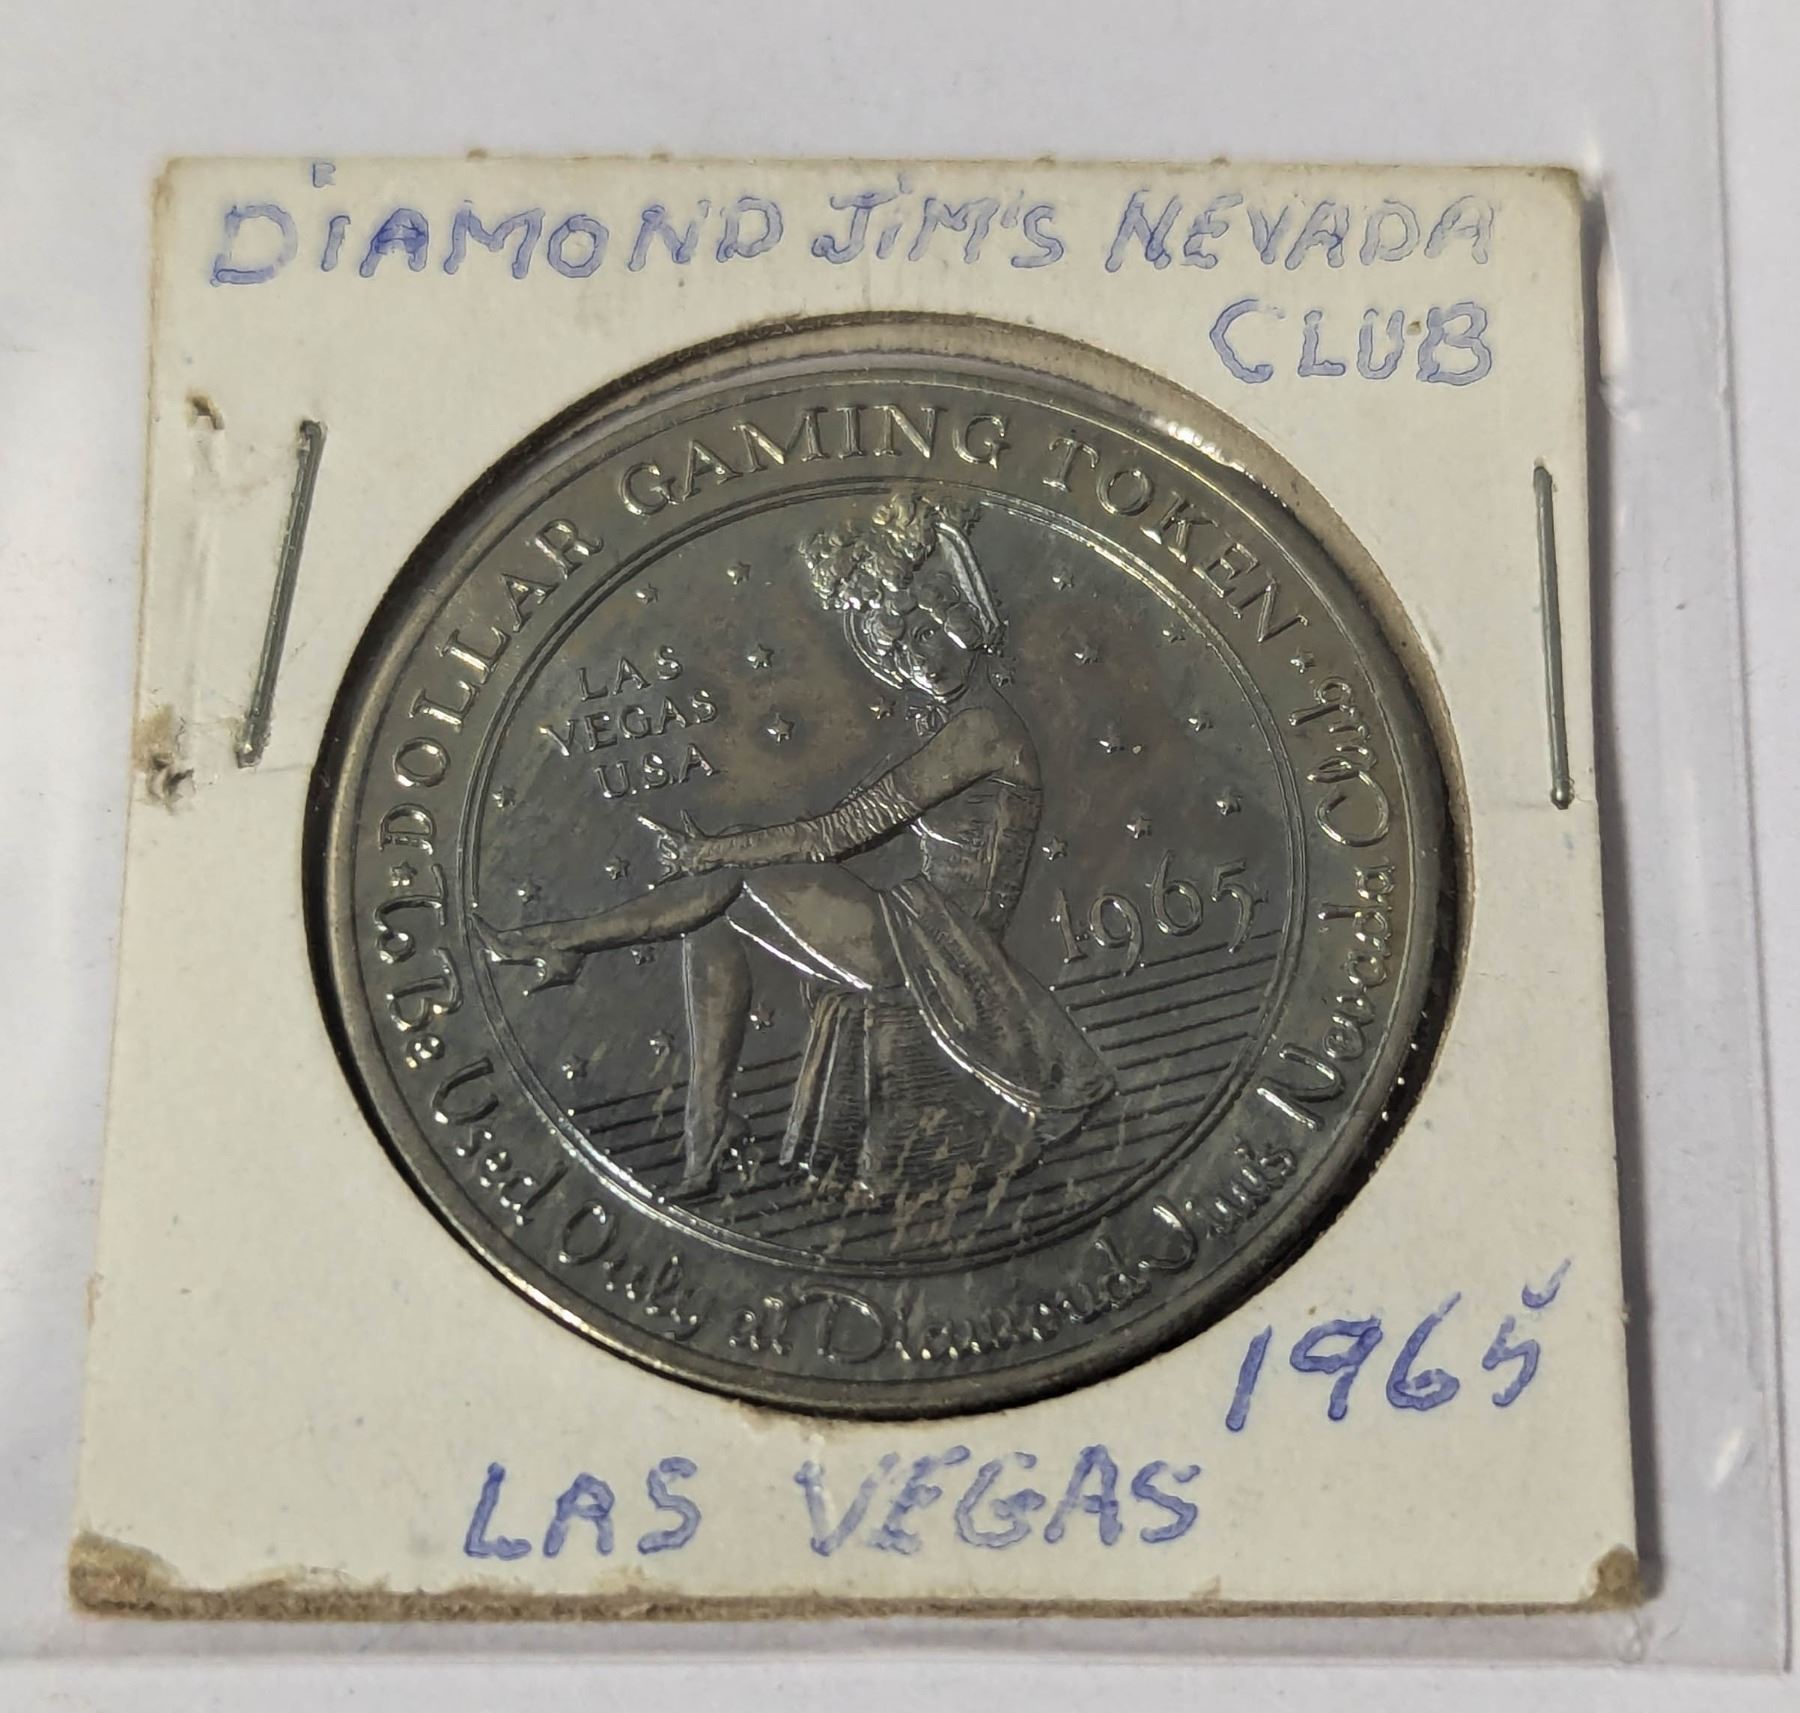 DiAMOND JiM'S NEVADA
CLUB
DOLLAR GAMING TOKEN
To Be Used Only at Diamond Jim's Nevada Club
LAS
VEGAS
U.S.A
1965
1965
LAS VEGAS